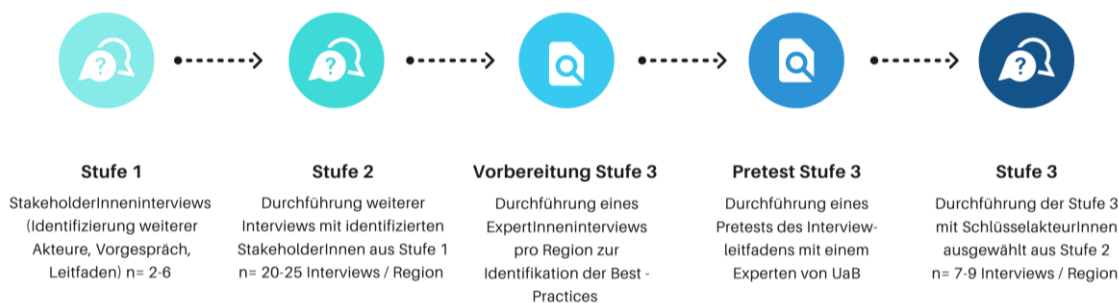 Stufe 1
StakeholderInneninterviews
(Identifizierung weiterer
Akteure, Vorgespräch,
Leitfaden) n= 2-6
Stufe 2
Durchführung weiterer
Interviews mit identifizierten
StakeholderInnen aus Stufe 1
n= 20-25 Interviews / Region
Vorbereitung Stufe 3
Durchführung eines
ExpertInneninterviews
pro Region zur
Identifikation der Best -
Practices
Pretest Stufe 3
Durchführung eines
Pretests des Interview-
leitfadens mit einem
Experten von UaB
Stufe 3
Durchführung der Stufe 3
mit SchlüsselakteurInnen
ausgewählt aus Stufe 2
n= 7-9 Interviews / Region